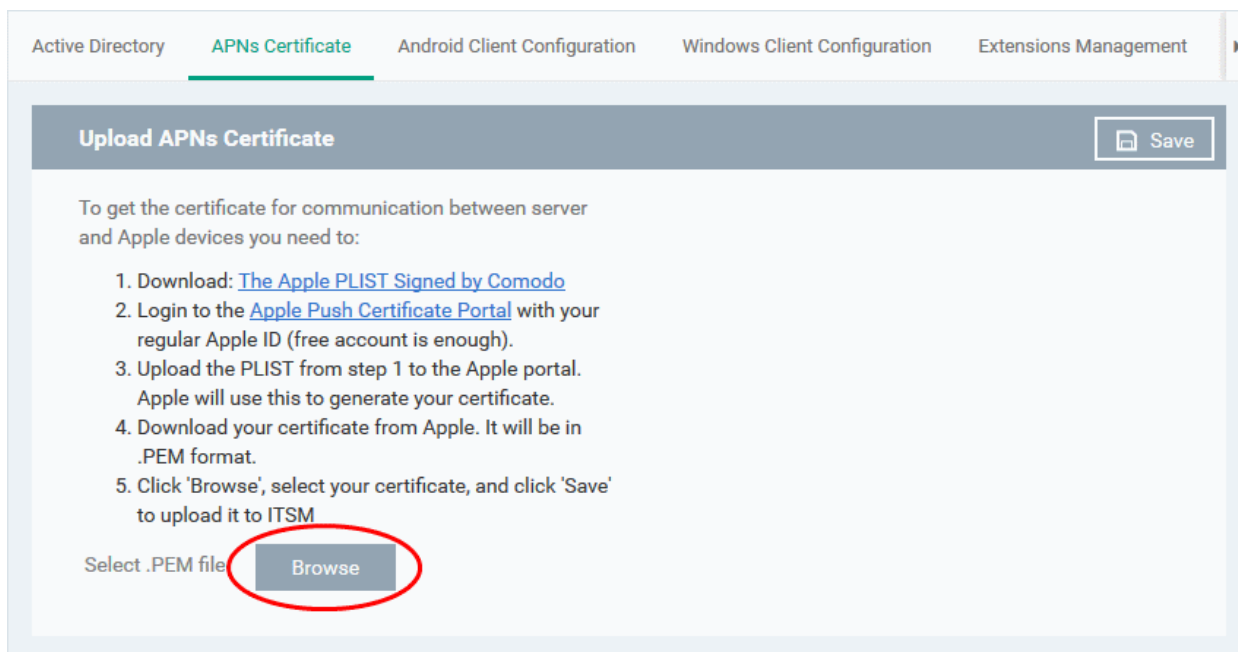 Active Directory APNs Certificate Android Client Configuration Windows Client Configuration Extensions Management
Upload APNs Certificate Save
To get the certificate for communication between server
and Apple devices you need to:
1. Download: The Apple PLIST Signed by Comodo
2. Login to the Apple Push Certificate Portal with your
regular Apple ID (free account is enough).
3. Upload the PLIST from step 1 to the Apple portal.
Apple will use this to generate your certificate.
4. Download your certificate from Apple. It will be in
.PEM format.
5. Click 'Browse', select your certificate, and click 'Save'
to upload it to ITSM
Select .PEM file Browse